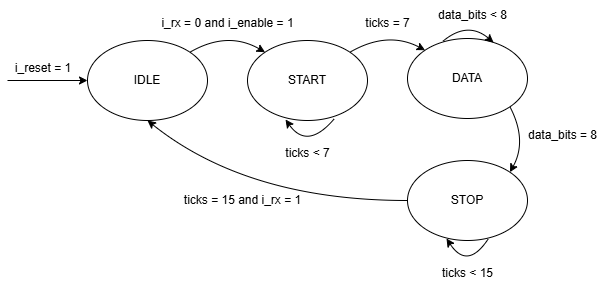 data_bits < 8
i_rx = 0 and i_enable = 1
ticks = 7
i_reset = 1
IDLE
START
DATA
data_bits = 8
ticks < 7
ticks = 15 and i_rx = 1
STOP
ticks < 15